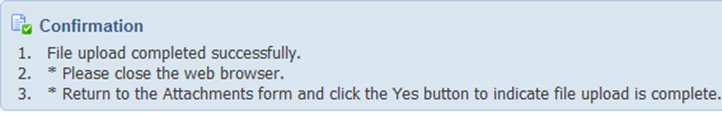 Confirmation
1. File upload completed successfully.
2. * Please close the web browser.
3. * Return to the Attachments form and click the Yes button to indicate file upload is complete.